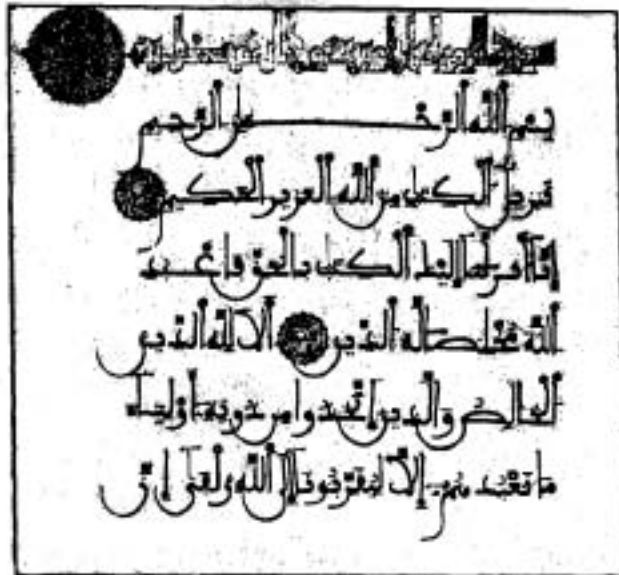 بسم الله الرحمن الرحيم
تنزيل الكتب من الله العزيز الحكيم
إنا أنزلنا إليك الكتب بالحق فاعبد
الله مخلصا له الدين ألا لله الدين
الخالص والذين اتخذوا من دونه أولياء
ما نعبدهم إلا ليقربونا إلى الله زلفى إن